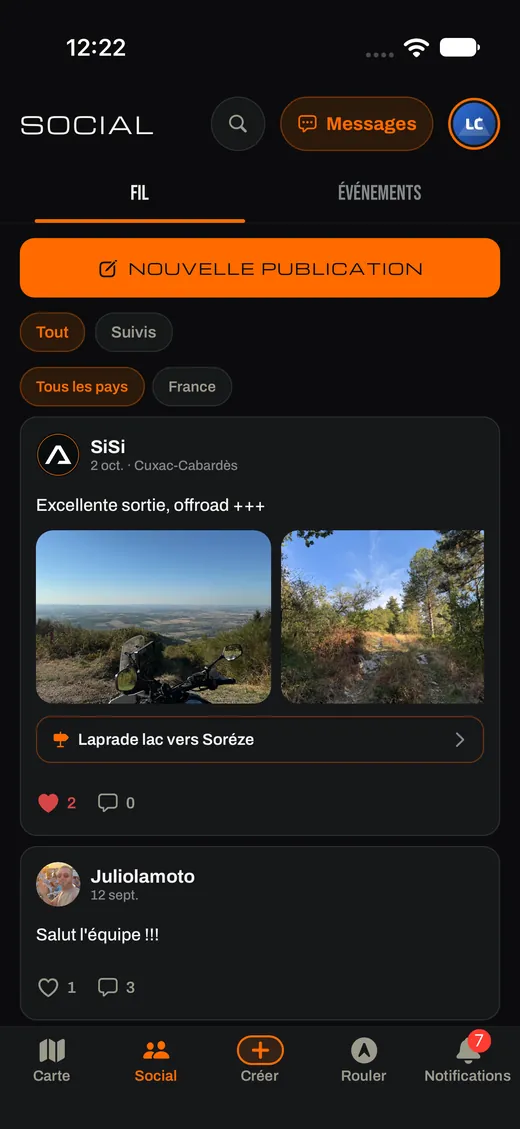 12:22
SOCIAL
Messages
LC
FIL
ÉVÉNEMENTS
NOUVELLE PUBLICATION
Tout
Suivis
Tous les pays
France
SiSi
2 oct. · Cuxac-Cabardès
Excellente sortie, offroad +++
Laprade lac vers Soréze
2
0
Juliolamoto
12 sept.
Salut l'équipe !!!
1
3
Carte
Social
Créer
Rouler
7
Notifications